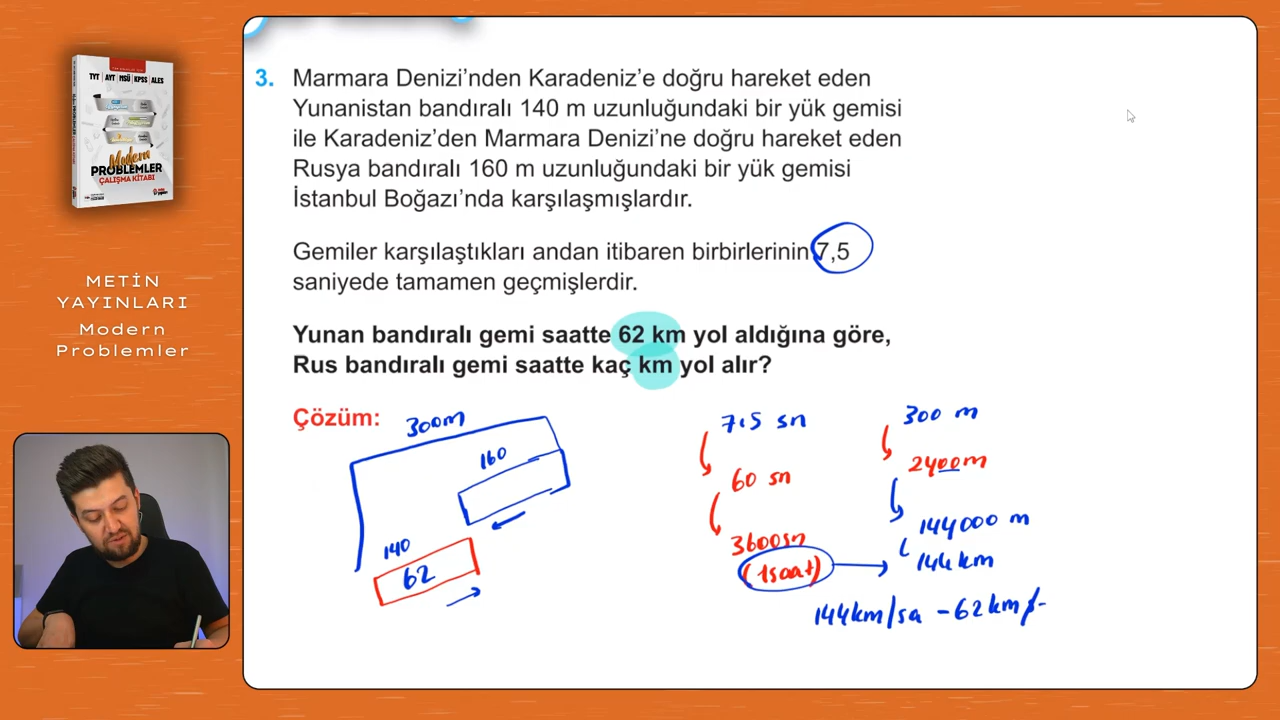 TYT | AYT | MSÜ | KPSS | ALES
Modern
PROBLEMLER
ÇALIŞMA KİTABI
METİN
YAYINLARI
Modern
Problemler
3. Marmara Denizi’nden Karadeniz’e doğru hareket eden
Yunanistan bandıralı 140 m uzunluğundaki bir yük gemisi
ile Karadeniz’den Marmara Denizi’ne doğru hareket eden
Rusya bandıralı 160 m uzunluğundaki bir yük gemisi
İstanbul Boğazı’nda karşılaşmışlardır.
Gemiler karşılaştıkları andan itibaren birbirlerinin 7,5
saniyede tamamen geçmişlerdir.
Yunan bandıralı gemi saatte 62 km yol aldığına göre,
Rus bandıralı gemi saatte kaç km yol alır?
Çözüm:
300m
160
140
62
7.5 sn
300 m
60 sn
2400m
3600sn
144000 m
(1saat)
144km
144km/sa - 62km/